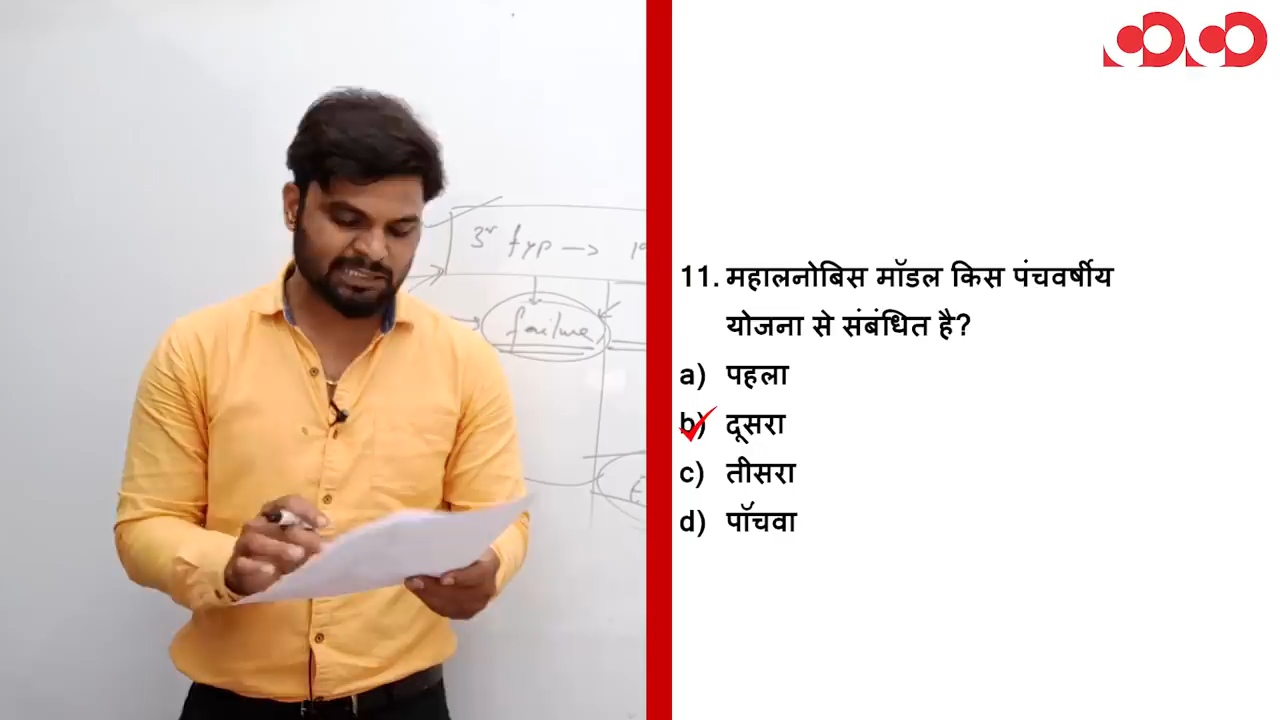 3rd fyp →
failure
11. महालनोबिस मॉडल किस पंचवर्षीय
योजना से संबंधित है?
a) पहला
b) दूसरा
c) तीसरा
d) पाॅचवा